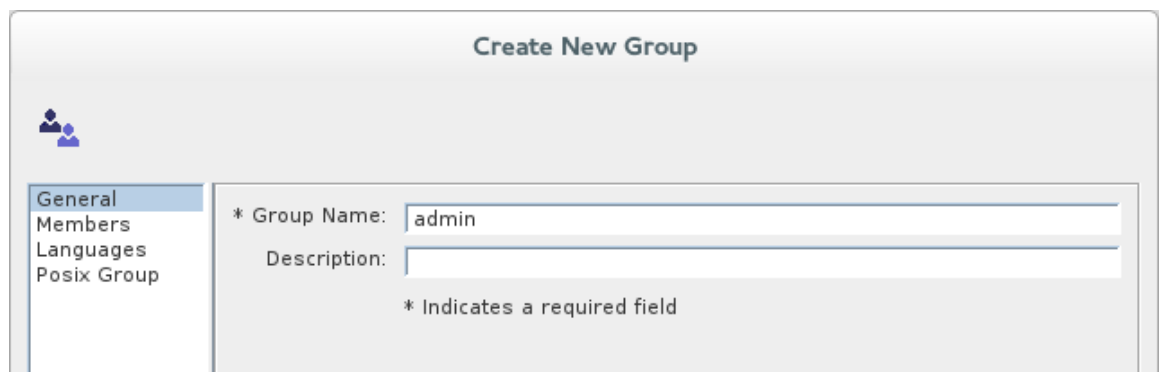 Create New Group
General
Members
Languages
Posix Group
* Group Name: admin
Description:
* Indicates a required field